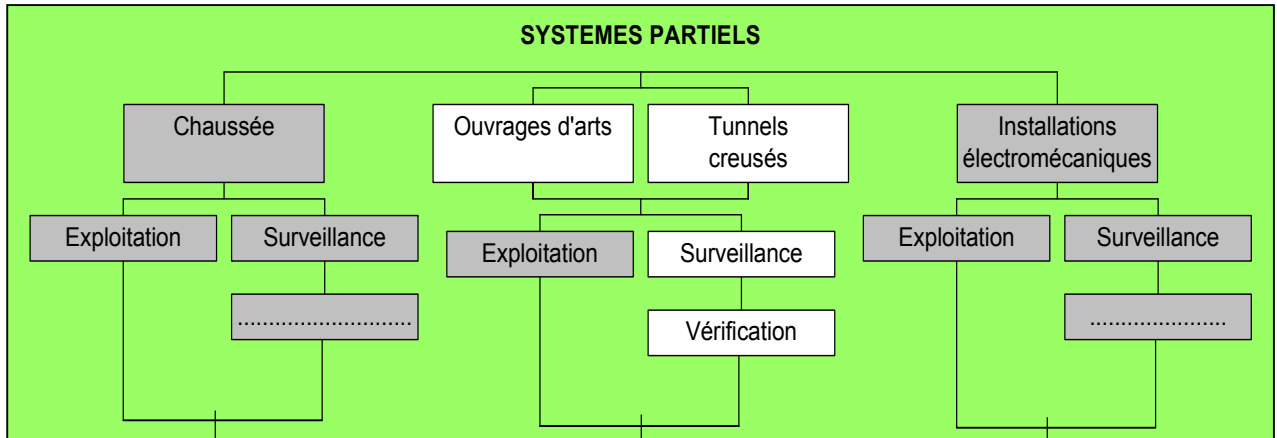 SYSTEMES PARTIELS
Chaussée
Ouvrages d'arts
Tunnels
creusés
Installations
électromécaniques
Exploitation
Surveillance
Exploitation
Surveillance
Exploitation
Surveillance
............................
Vérification
......................